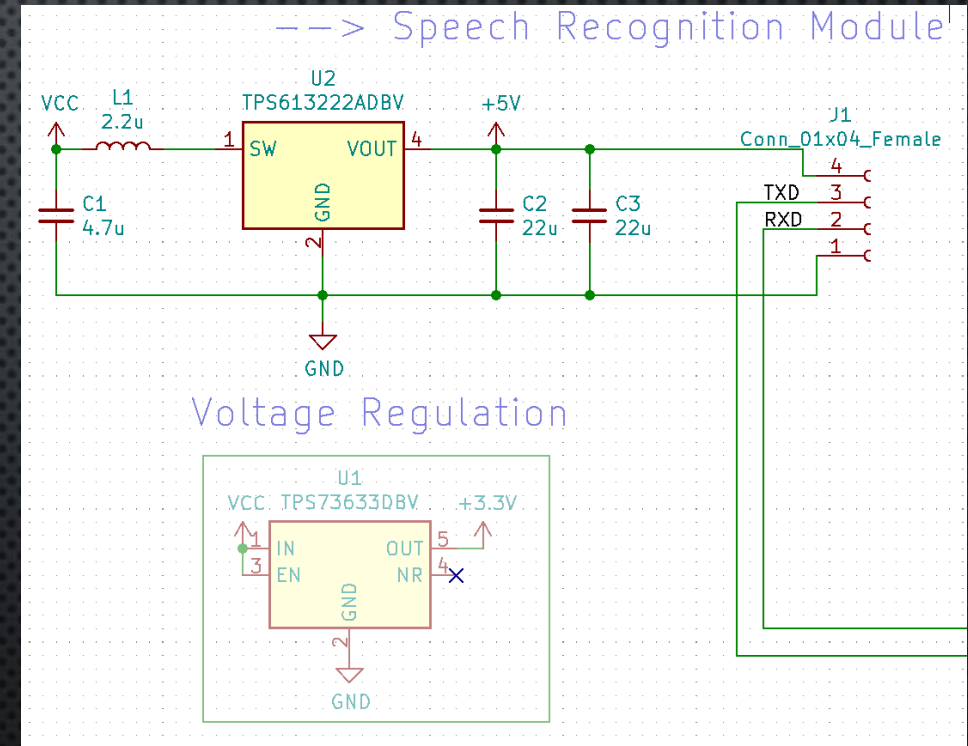 --> Speech Recognition Module
U2
TPS613222ADBV
VCC
L1
2.2u
1
SW
VOUT
4
GND
2
+5V
C1
4.7u
C2
22u
C3
22u
J1
Conn_01x04_Female
4
TXD
3
RXD
2
1
GND
Voltage Regulation
U1
VCC TPS73633DBV +3.3V
1
IN
OUT
5
3
EN
NR
4
GND
2
GND